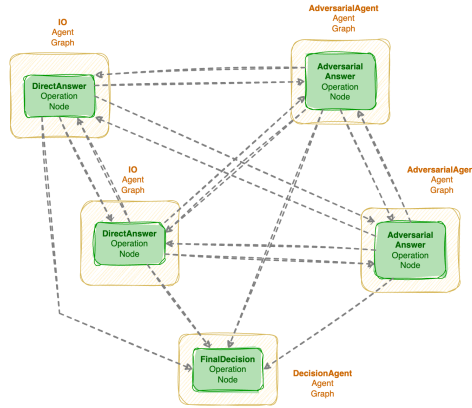 IO
Agent
Graph
AdversarialAgent
Agent
Graph
DirectAnswer
Operation
Node
Adversarial
Answer
Operation
Node
IO
Agent
Graph
AdversarialAgen
Agent
Graph
DirectAnswer
Operation
Node
Adversarial
Answer
Operation
Node
FinalDecision
Operation
Node
DecisionAgent
Agent
Graph